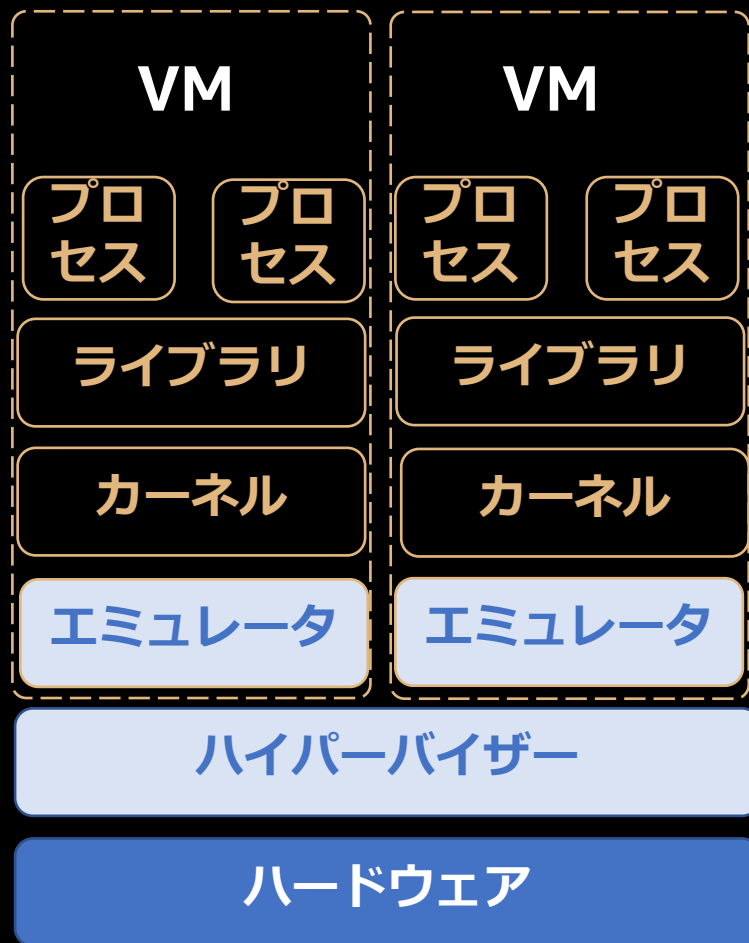 VM
VM
プロ
セス
プロ
セス
プロ
セス
プロ
セス
ライブラリ
ライブラリ
カーネル
カーネル
エミュレータ
エミュレータ
ハイパーバイザー
ハードウェア